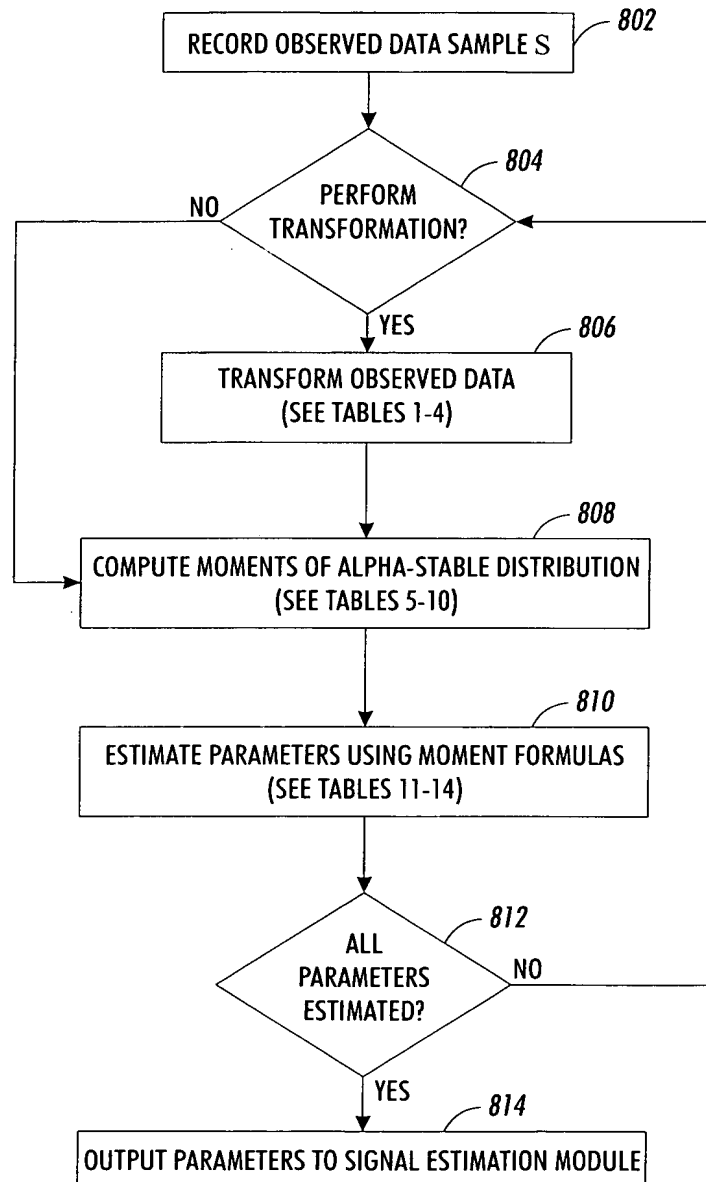 RECORD OBSERVED DATA SAMPLE S
802
804
PERFORM
TRANSFORMATION?
NO
YES
806
TRANSFORM OBSERVED DATA
(SEE TABLES 1-4)
808
COMPUTE MOMENTS OF ALPHA-STABLE DISTRIBUTION
(SEE TABLES 5-10)
810
ESTIMATE PARAMETERS USING MOMENT FORMULAS
(SEE TABLES 11-14)
812
ALL
PARAMETERS
ESTIMATED?
NO
YES
814
OUTPUT PARAMETERS TO SIGNAL ESTIMATION MODULE